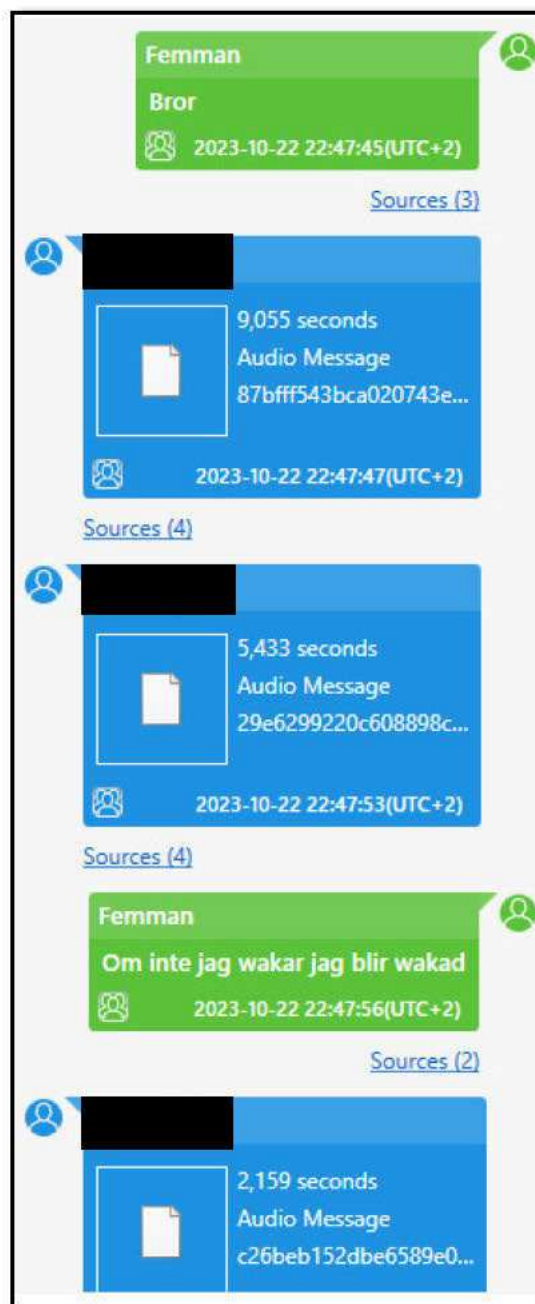 Femman
Bror
2023-10-22 22:47:45(UTC+2)
Sources (3)
9,055 seconds
Audio Message
87bfff543bca020743e...
2023-10-22 22:47:47(UTC+2)
Sources (4)
5,433 seconds
Audio Message
29e6299220c608898c...
2023-10-22 22:47:53(UTC+2)
Sources (4)
Femman
Om inte jag wakar jag blir wakad
2023-10-22 22:47:56(UTC+2)
Sources (2)
2,159 seconds
Audio Message
c26beb152dbe6589e0...